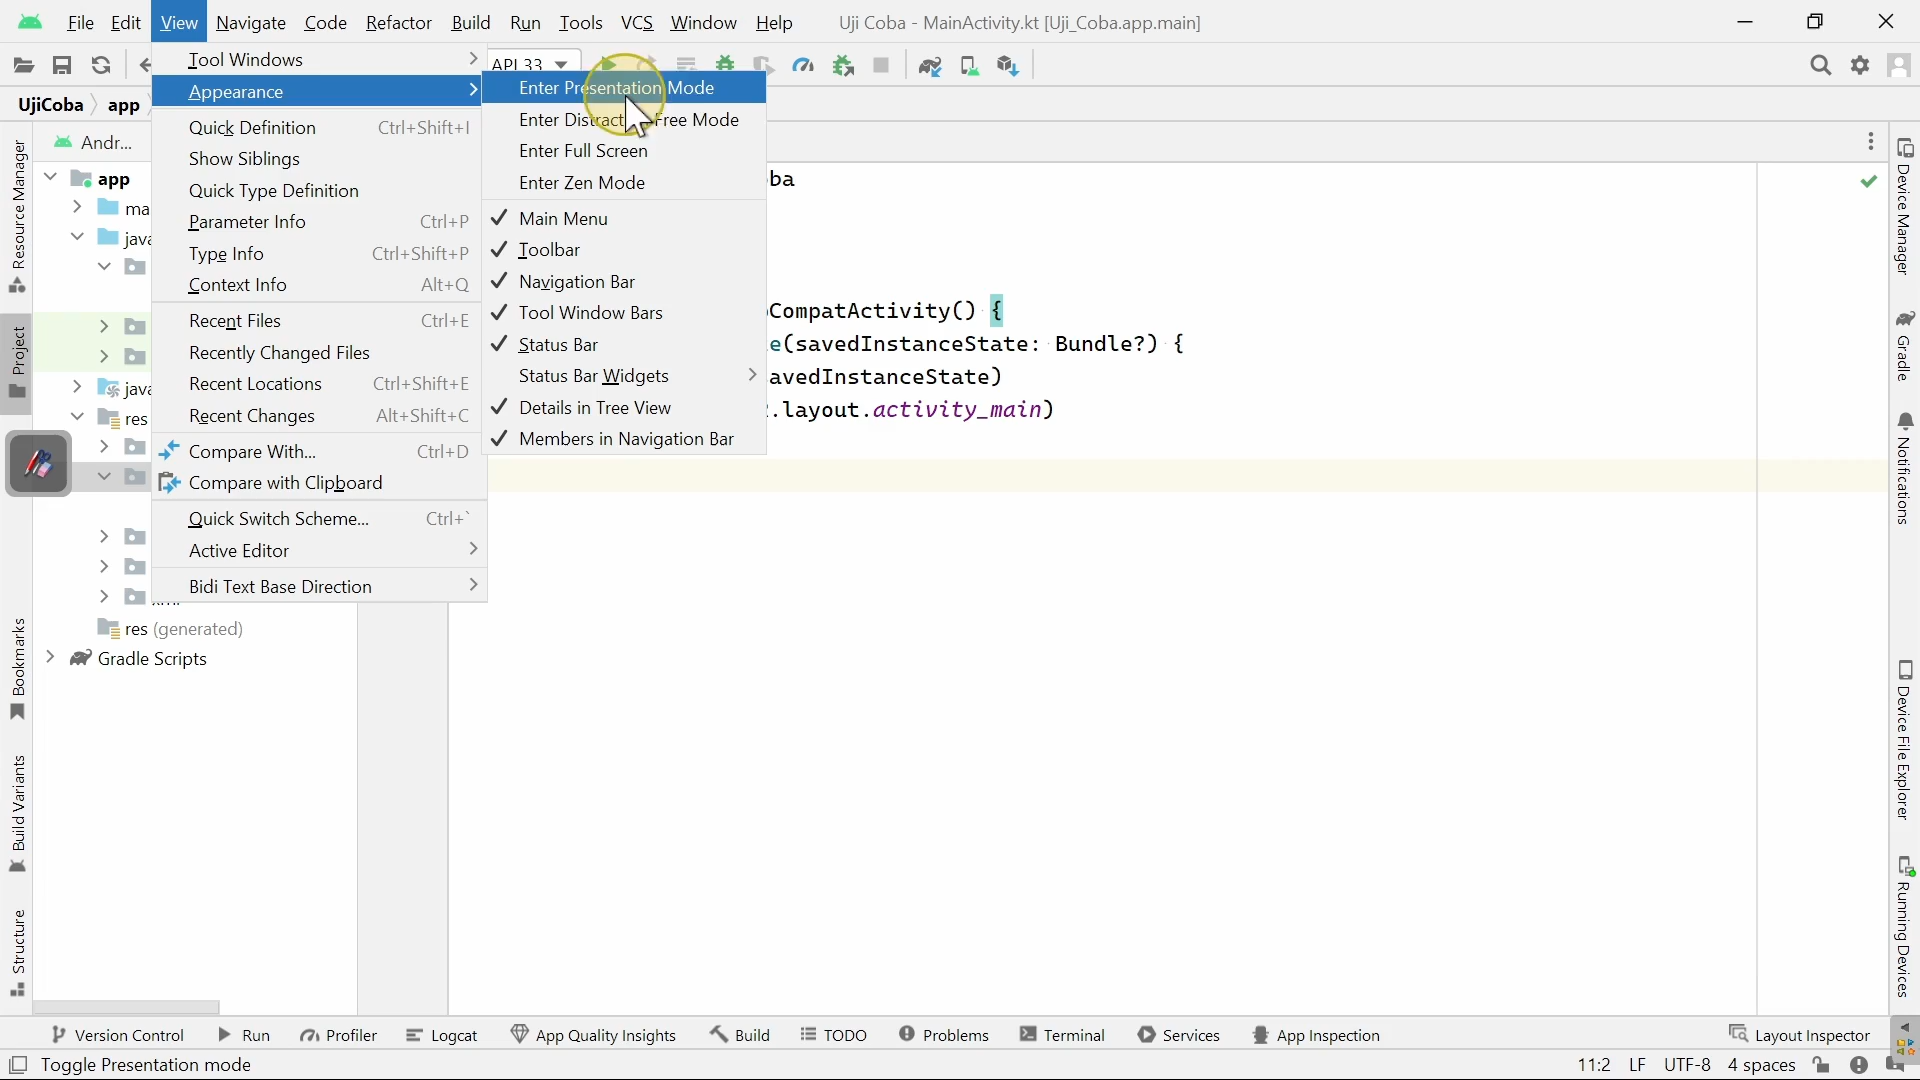 File Edit View Navigate Code Refactor Build Run Tools VCS Window Help Uji Coba - MainActivity.kt [Uji_Coba.app.main]
API 33
UjiCoba app
Andr...
Tool Windows
Appearance
Quick Definition Ctrl+Shift+I
Show Siblings
Quick Type Definition
Parameter Info Ctrl+P
Type Info Ctrl+Shift+P
Context Info Alt+Q
Recent Files Ctrl+E
Recently Changed Files
Recent Locations Ctrl+Shift+E
Recent Changes Alt+Shift+C
Compare With... Ctrl+D
Compare with Clipboard
Quick Switch Scheme... Ctrl+`
Active Editor
Bidi Text Base Direction
Enter Presentation Mode
Enter Full Screen
Enter Zen Mode
Main Menu
Toolbar
Navigation Bar
Tool Window Bars
Status Bar
Status Bar Widgets
Details in Tree View
Members in Navigation Bar
app
ma
java
java
res
res (generated)
Gradle Scripts
ba
CompatActivity() {
e(savedInstanceState: Bundle?) {
avedInstanceState)
.layout.activity_main)
Resource Manager
Project
Bookmarks
Build Variants
Structure
Device Manager
Gradle
Notifications
Device File Explorer
Running Devices
Version Control Run Profiler Logcat App Quality Insights Build TODO Problems Terminal Services App Inspection Layout Inspector
Toggle Presentation mode 11:2 LF UTF-8 4 spaces